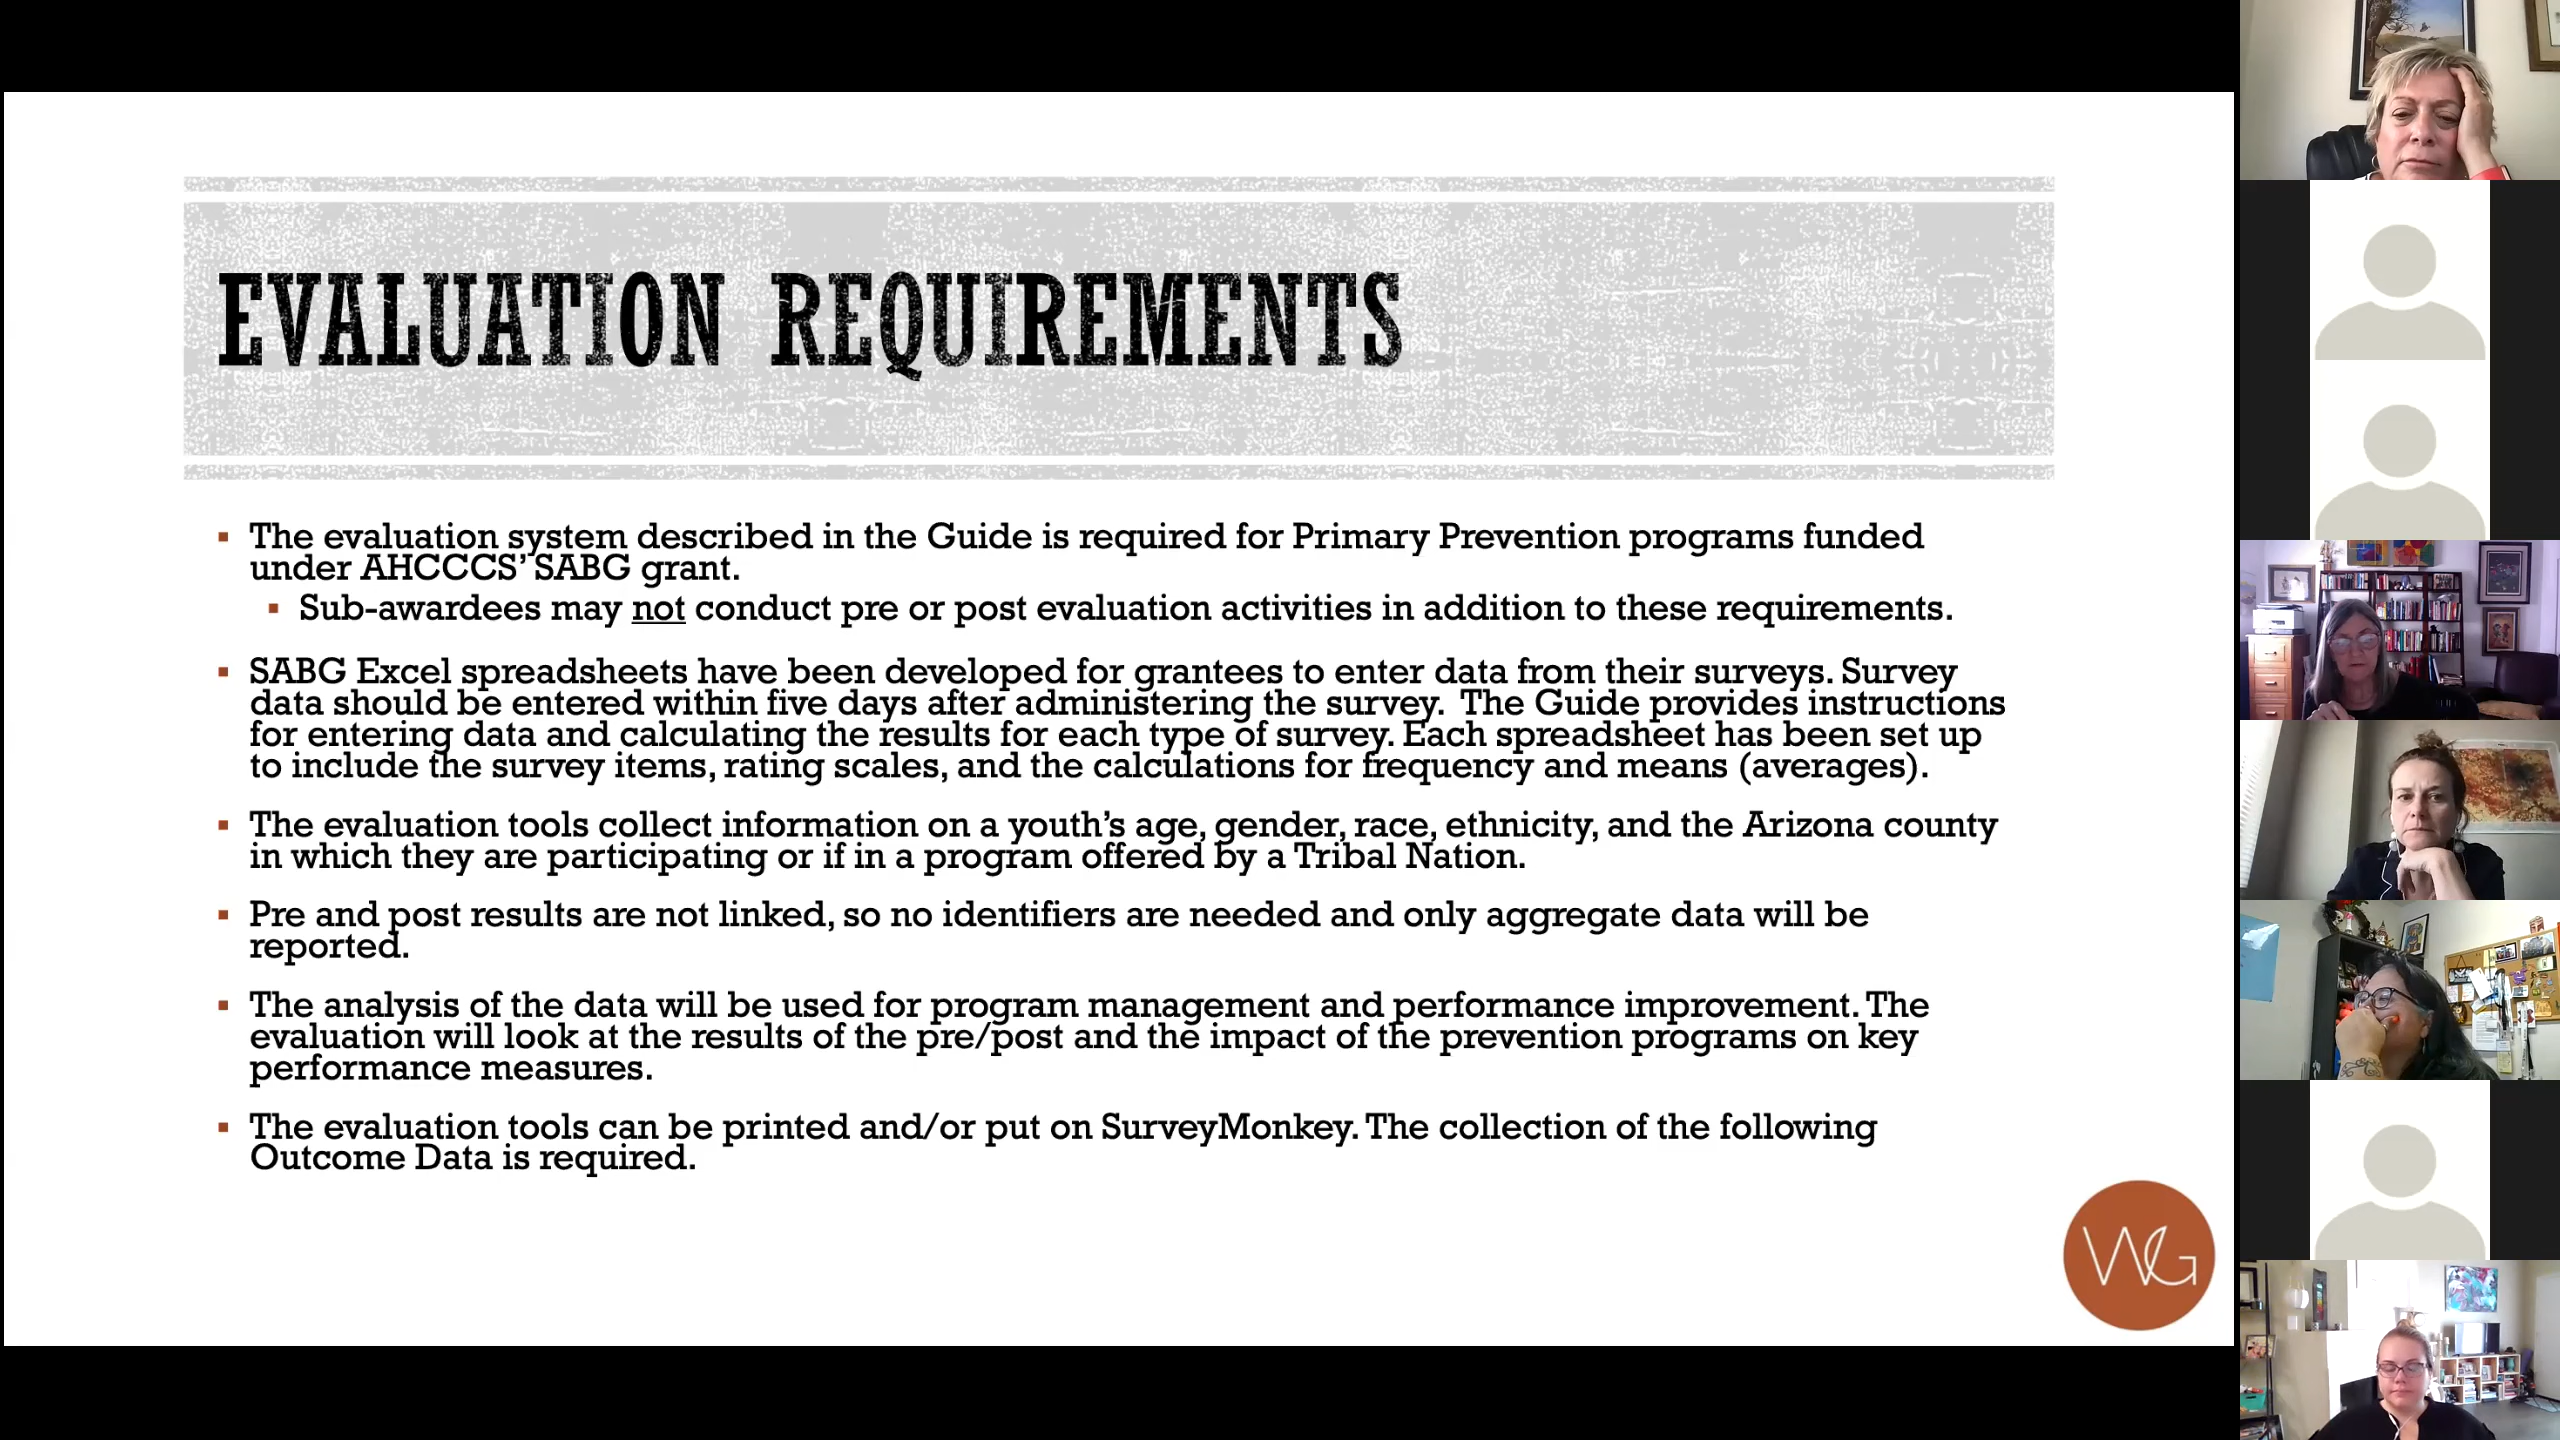 EVALUATION REQUIREMENTS
▪ The evaluation system described in the Guide is required for Primary Prevention programs funded
under AHCCCS’ SABG grant.
▪ Sub-awardees may not conduct pre or post evaluation activities in addition to these requirements.
▪ SABG Excel spreadsheets have been developed for grantees to enter data from their surveys. Survey
data should be entered within five days after administering the survey. The Guide provides instructions
for entering data and calculating the results for each type of survey. Each spreadsheet has been set up
to include the survey items, rating scales, and the calculations for frequency and means (averages).
▪ The evaluation tools collect information on a youth’s age, gender, race, ethnicity, and the Arizona county
in which they are participating or if in a program offered by a Tribal Nation.
▪ Pre and post results are not linked, so no identifiers are needed and only aggregate data will be
reported.
▪ The analysis of the data will be used for program management and performance improvement. The
evaluation will look at the results of the pre/post and the impact of the prevention programs on key
performance measures.
▪ The evaluation tools can be printed and/or put on SurveyMonkey. The collection of the following
Outcome Data is required.
WG